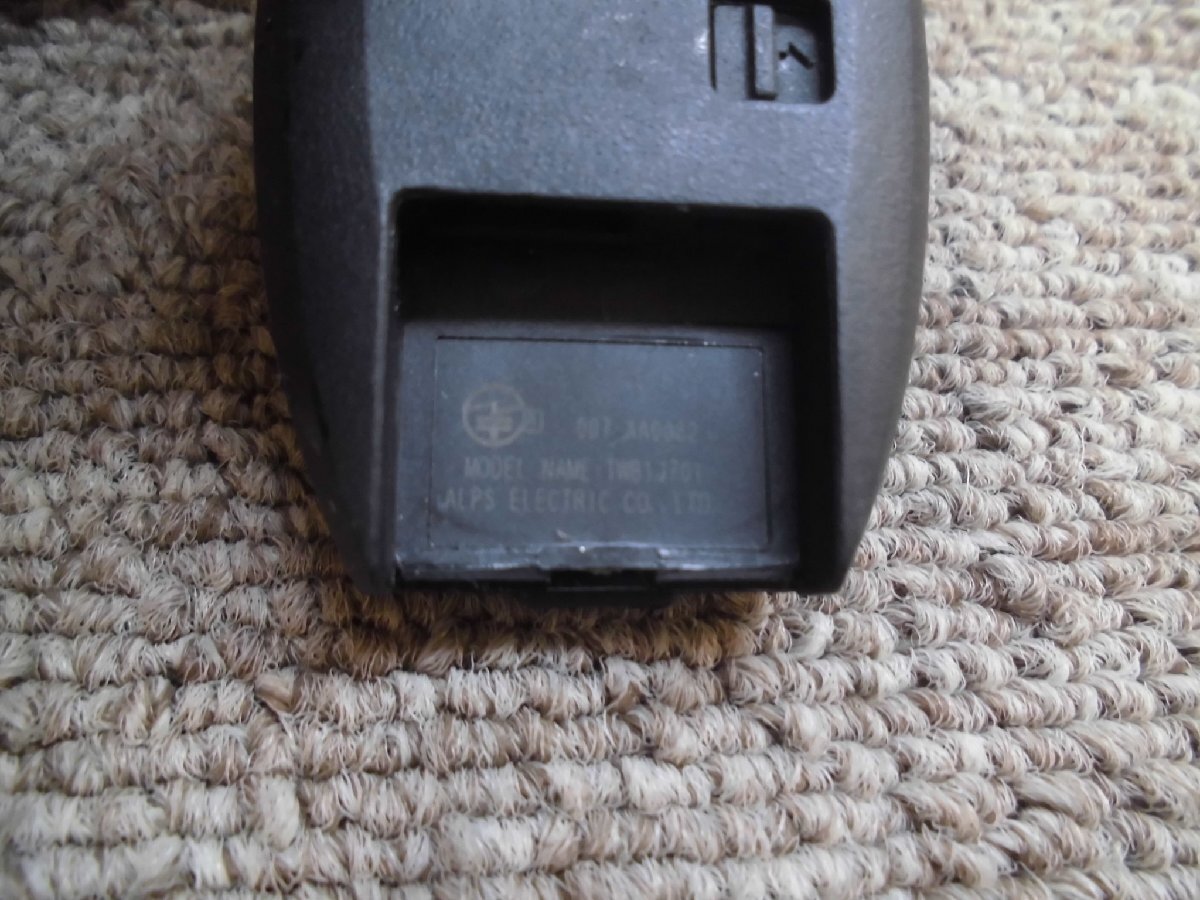 MODEL NAME:TWB1J701
ALPS ELECTRIC CO.,LTD.